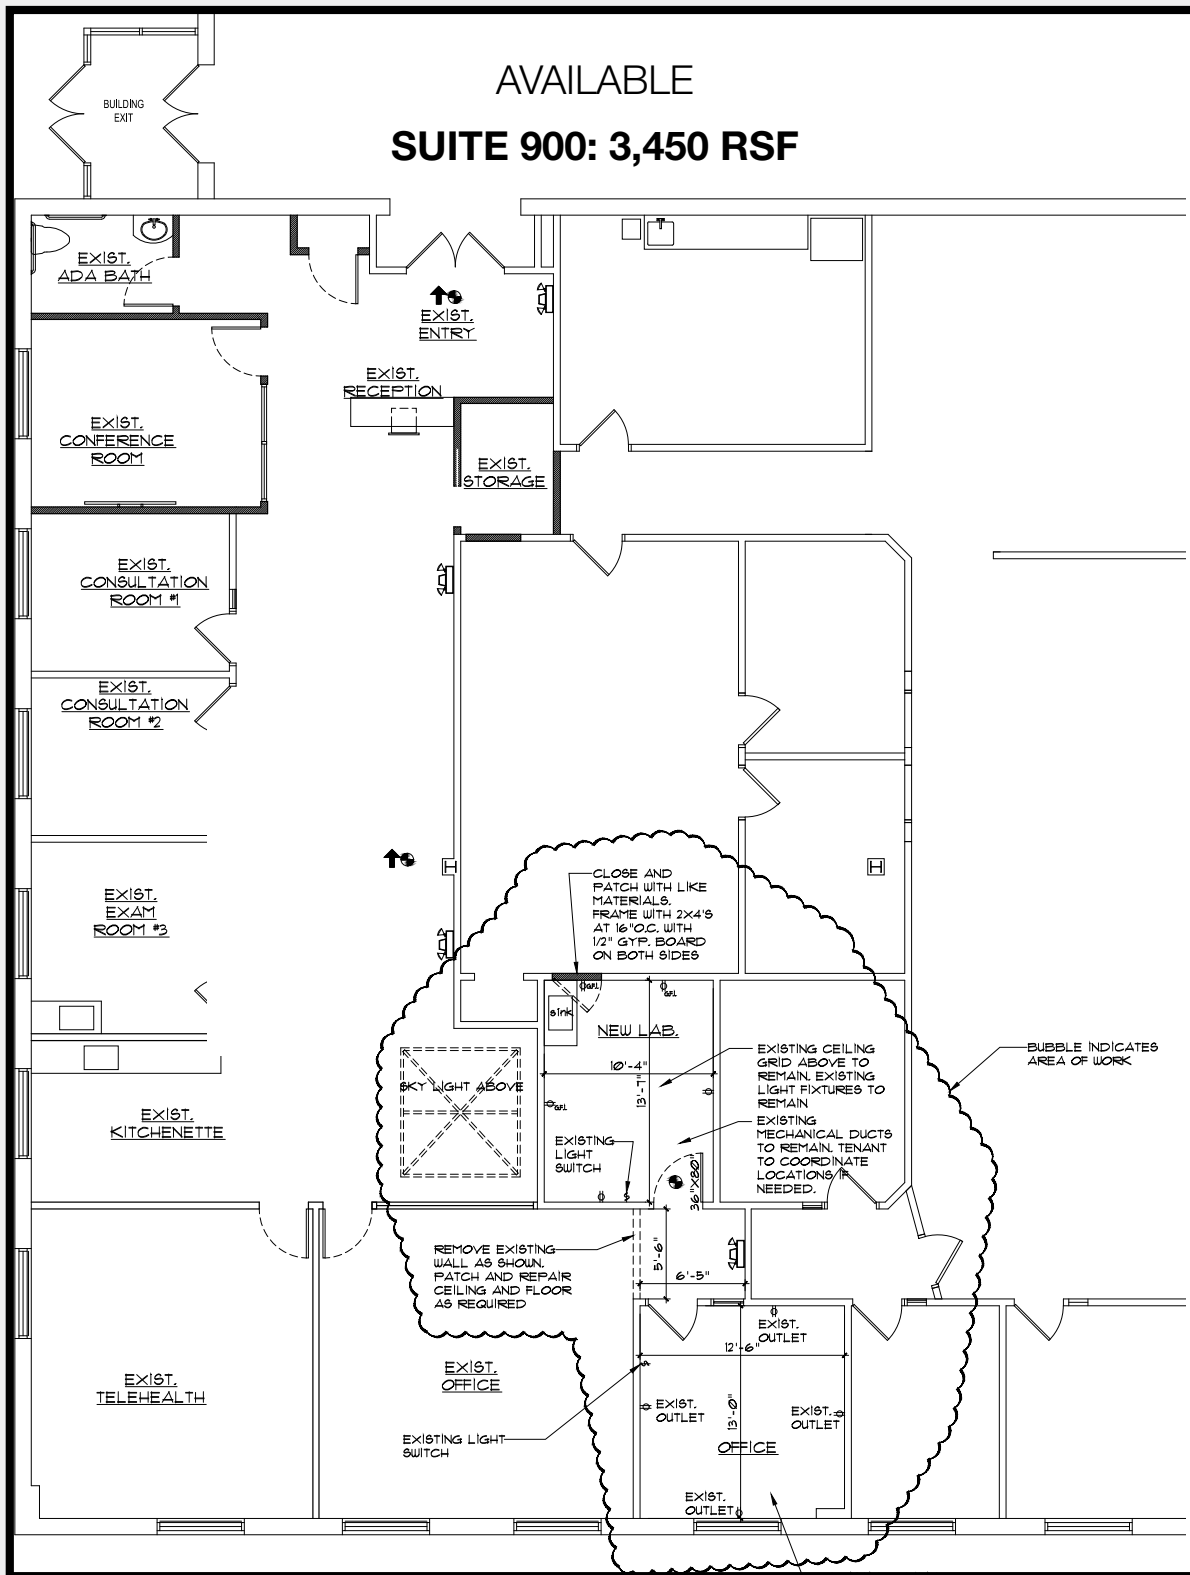 AVAILABLE
SUITE 900: 3,450 RSF
BUILDING
EXIT
EXIST.
ADA BATH
EXIST.
ENTRY
EXIST.
RECEPTION
EXIST.
CONFERENCE
ROOM
EXIST.
STORAGE
EXIST.
CONSULTATION
ROOM #1
EXIST.
CONSULTATION
ROOM #2
H
H
CLOSE AND
PATCH WITH LIKE
MATERIALS.
FRAME WITH 2X4'S
AT 16"O.C. WITH
1/2" GYP. BOARD
ON BOTH SIDES
EXIST.
EXAM
ROOM #3
G.F.I.
G.F.I.
sink
NEW LAB.
EXISTING CEILING
GRID ABOVE TO
REMAIN. EXISTING
LIGHT FIXTURES TO
REMAIN
BUBBLE INDICATES
AREA OF WORK
10'-4"
13'-7"
SKY LIGHT ABOVE
G.F.I.
EXIST.
KITCHENETTE
EXISTING
MECHANICAL DUCTS
TO REMAIN. TENANT
TO COORDINATE
LOCATIONS IF
NEEDED.
EXISTING
LIGHT
SWITCH
S
36"X80"
REMOVE EXISTING
WALL AS SHOWN.
PATCH AND REPAIR
CEILING AND FLOOR
AS REQUIRED
5'-6"
6'-5"
EXIST.
OUTLET
12'-6"
S
EXIST.
TELEHEALTH
EXIST.
OFFICE
EXIST.
OUTLET
13'-0"
EXIST.
OUTLET
EXISTING LIGHT
SWITCH
OFFICE
EXIST.
OUTLET